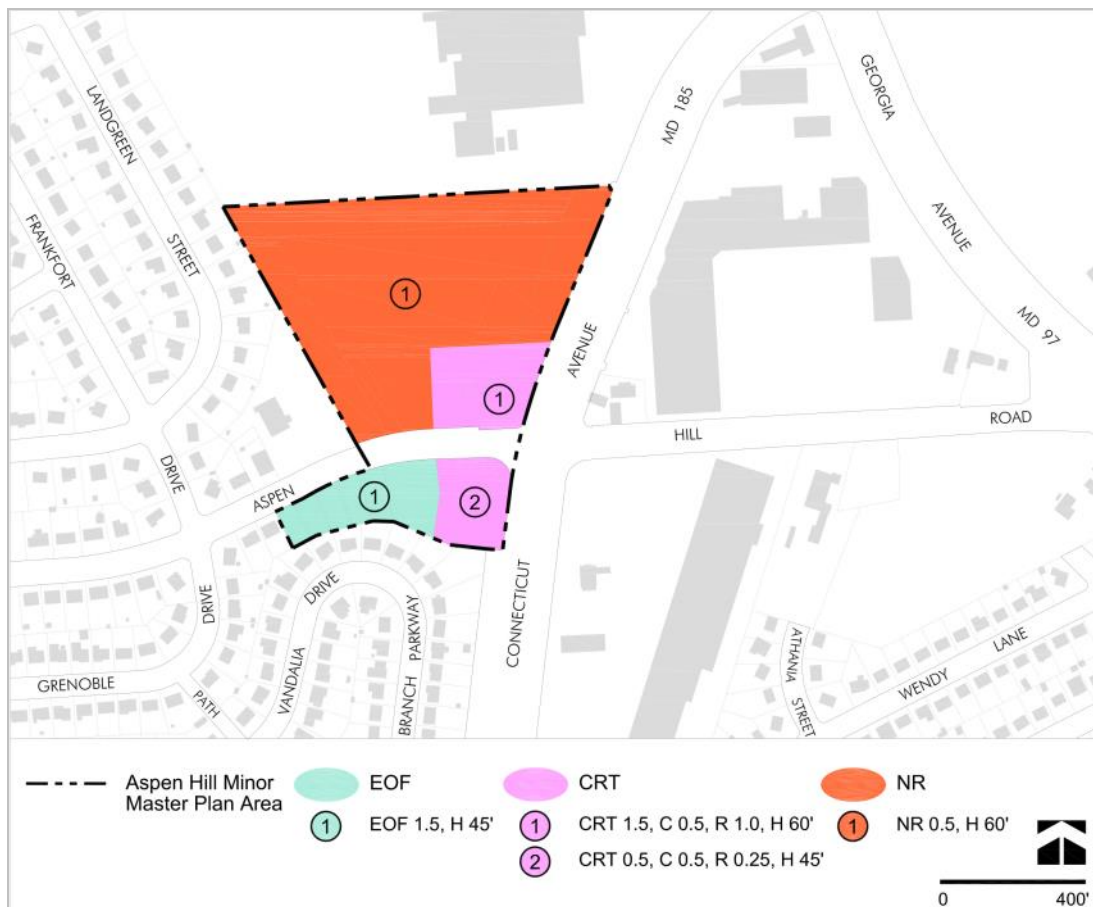 LANDGREEN
STREET
FRANKFORT
DRIVE
MD 185
GEORGIA
AVENUE
MD 97
1
AVENUE
1
HILL
ROAD
ASPEN
1
2
DRIVE
DRIVE
VANDALIA
BRANCH PARKWAY
CONNECTICUT
GRENOBLE
PATH
ATHANIA
STREET
WENDY LANE
Aspen Hill Minor
Master Plan Area
EOF
1 EOF 1.5, H 45'
CRT
1 CRT 1.5, C 0.5, R 1.0, H 60'
2 CRT 0.5, C 0.5, R 0.25, H 45'
NR
1 NR 0.5, H 60'
0 400'